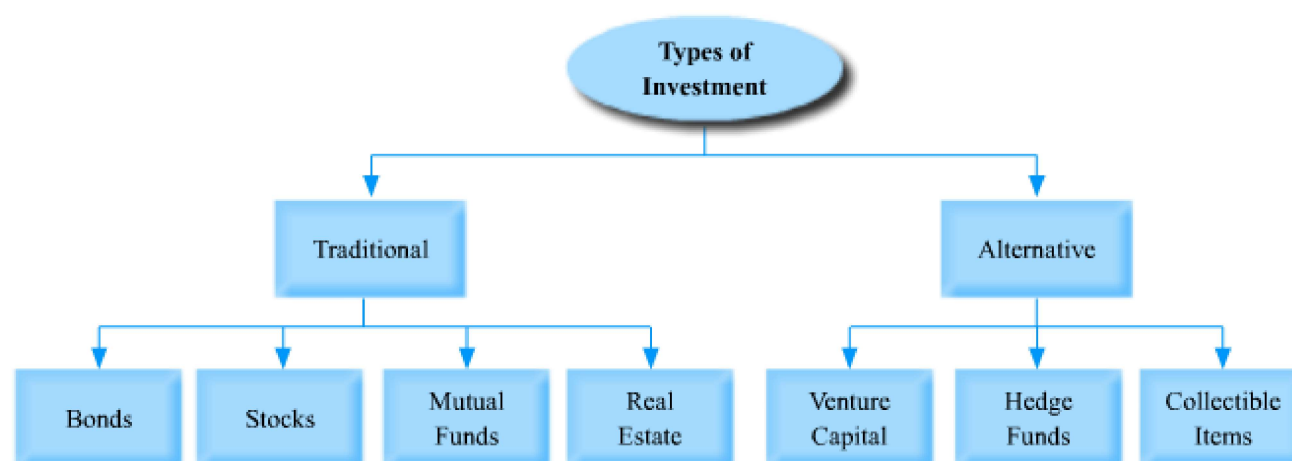 Types of
Investment
Traditional
Alternative
Bonds
Stocks
Mutual
Funds
Real
Estate
Venture
Capital
Hedge
Funds
Collectible
Items